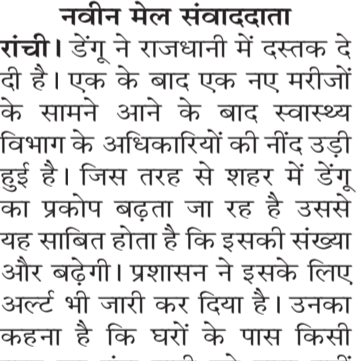 नवीन मेल संवाददाता
रांची। डेंगू ने राजधानी में दस्तक दे
दी है। एक के बाद एक नए मरीजों
के सामने आने के बाद स्वास्थ्य
विभाग के अधिकारियों की नींद उड़ी
हुई है। जिस तरह से शहर में डेंगू
का प्रकोप बढ़ता जा रह है उससे
यह साबित होता है कि इसकी संख्या
और बढ़ेगी। प्रशासन ने इसके लिए
अर्ल्ट भी जारी कर दिया है। उनका
कहना है कि घरों के पास किसी